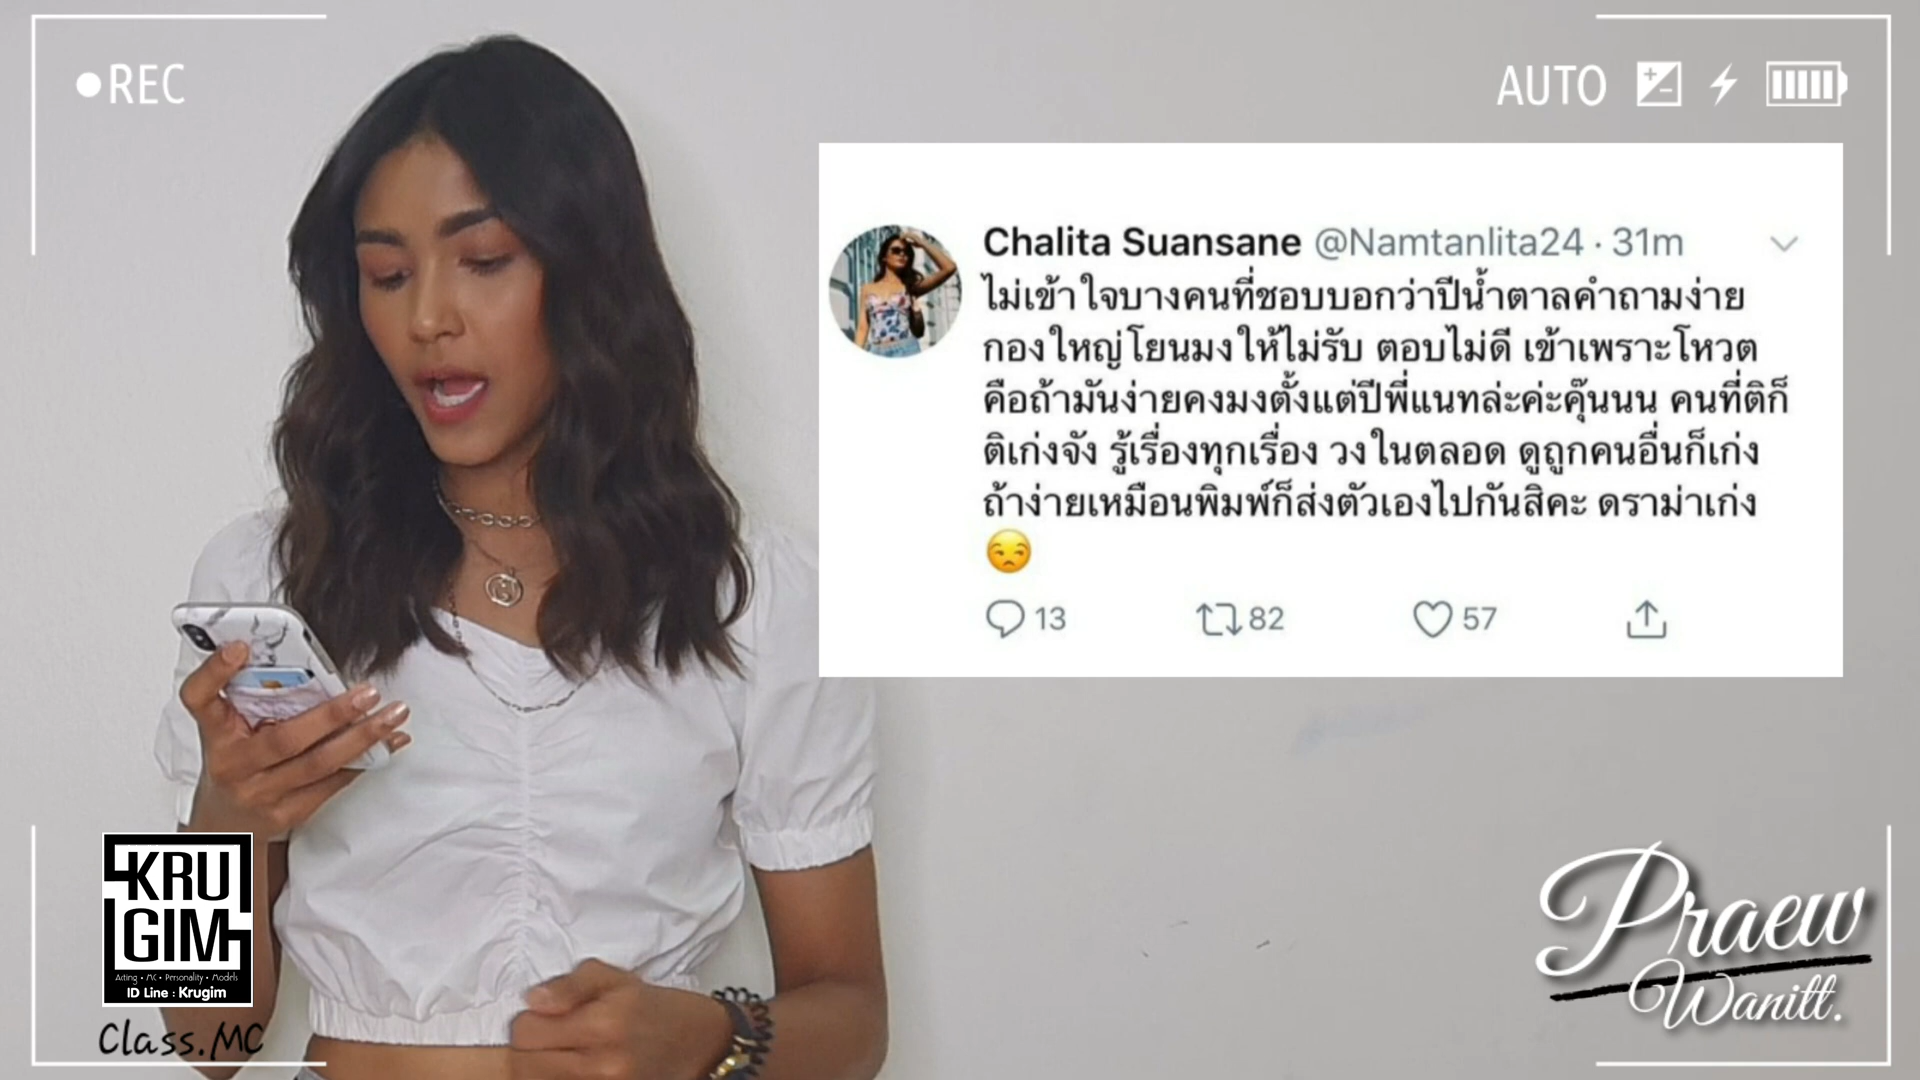 REC
AUTO
Chalita Suansane @Namtanlita24 · 31m
ไม่เข้าใจบางคนที่ชอบบอกว่าปีน้ำตาลคำถามง่าย
กองใหญ่โยนมงให้ไม่รับ ตอบไม่ดี เข้าเพราะโหวต
คือถ้ามันง่ายคงมงตั้งแต่ปีพี่แนทล่ะค่ะคุ๊นนน คนที่ติก็
ติเก่งจัง รู้เรื่องทุกเรื่อง วงในตลอด ดูถูกคนอื่นก็เก่ง
ถ้าง่ายเหมือนพิมพ์ก็ส่งตัวเองไปกันสิคะ ดราม่าเก่ง
😒
13 82 57
KRU
GIM
Acting • MC • Personality • Models
ID Line : Krugim
Class.MC
Praew
Wanitt.